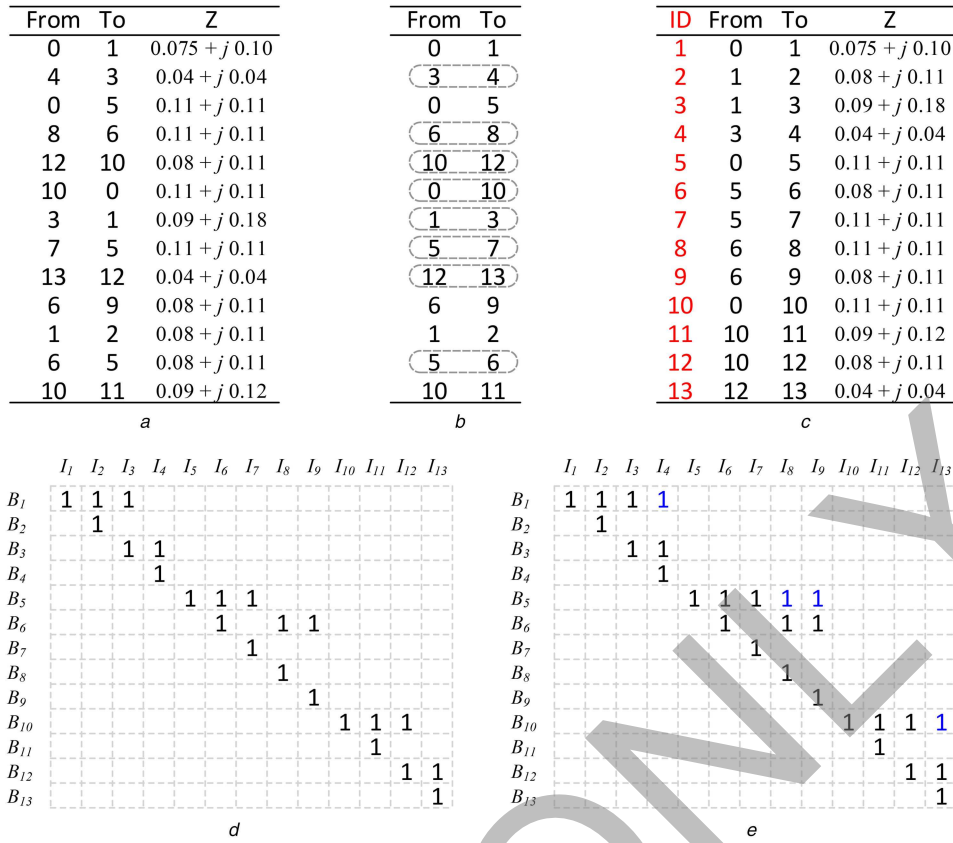 From To Z
0 1 0.075 + j 0.10
4 3 0.04 + j 0.04
0 5 0.11 + j 0.11
8 6 0.11 + j 0.11
12 10 0.08 + j 0.11
10 0 0.11 + j 0.11
3 1 0.09 + j 0.18
7 5 0.11 + j 0.11
13 12 0.04 + j 0.04
6 9 0.08 + j 0.11
1 2 0.08 + j 0.11
6 5 0.08 + j 0.11
10 11 0.09 + j 0.12
a
From To
0 1
3 4
0 5
6 8
10 12
0 10
1 3
5 7
12 13
6 9
1 2
5 6
10 11
b
ID From To Z
1 0 1 0.075 + j 0.10
2 1 2 0.08 + j 0.11
3 1 3 0.09 + j 0.18
4 3 4 0.04 + j 0.04
5 0 5 0.11 + j 0.11
6 5 6 0.08 + j 0.11
7 5 7 0.11 + j 0.11
8 6 8 0.11 + j 0.11
9 6 9 0.08 + j 0.11
10 0 10 0.11 + j 0.11
11 10 11 0.09 + j 0.12
12 10 12 0.08 + j 0.11
13 12 13 0.04 + j 0.04
c
I1 I2 I3 I4 I5 I6 I7 I8 I9 I10 I11 I12 I13
B1 1 1 1
B2 1
B3 1 1
B4 1
B5 1 1 1
B6 1 1 1
B7 1
B8 1
B9 1
B10 1 1 1
B11 1
B12 1 1
B13 1
d
I1 I2 I3 I4 I5 I6 I7 I8 I9 I10 I11 I12 I13
B1 1 1 1 1
B2 1
B3 1 1
B4 1
B5 1 1 1 1 1
B6 1 1 1
B7 1
B8 1
B9 1
B10 1 1 1 1
B11 1
B12 1 1
B13 1
e
ONLY